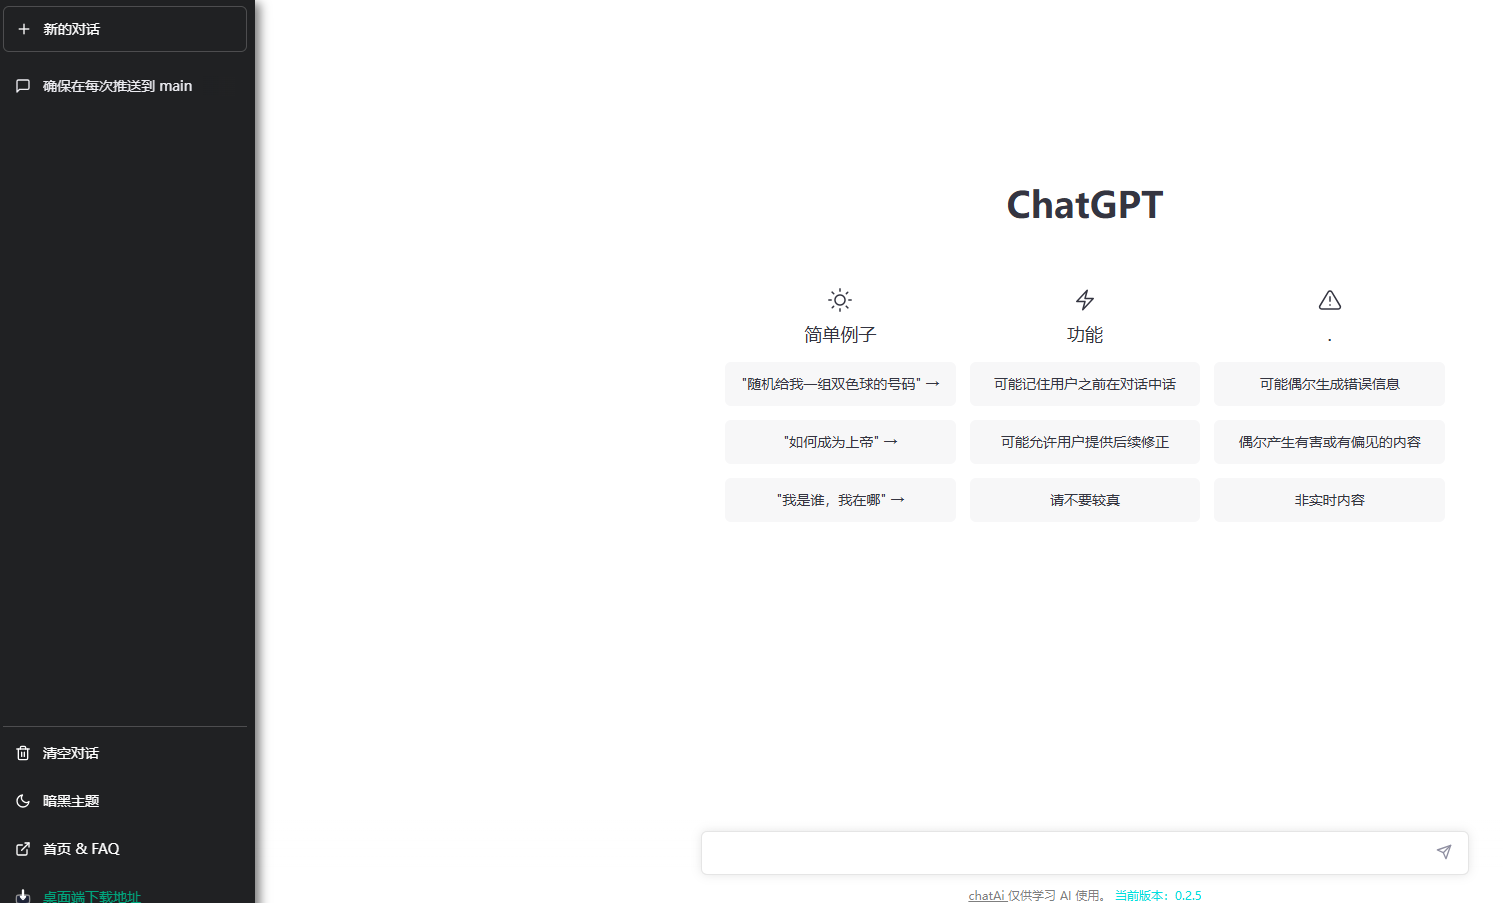 新的对话
确保在每次推送到 main
清空对话
暗黑主题
首页 & FAQ
桌面端下载地址
ChatGPT
简单例子
"随机给我一组双色球的号码" →
"如何成为上帝" →
"我是谁，我在哪" →
功能
可能记住用户之前在对话中话
可能允许用户提供后续修正
请不要较真
.
可能偶尔生成错误信息
偶尔产生有害或有偏见的内容
非实时内容
chatAi 仅供学习 AI 使用。 当前版本：0.2.5